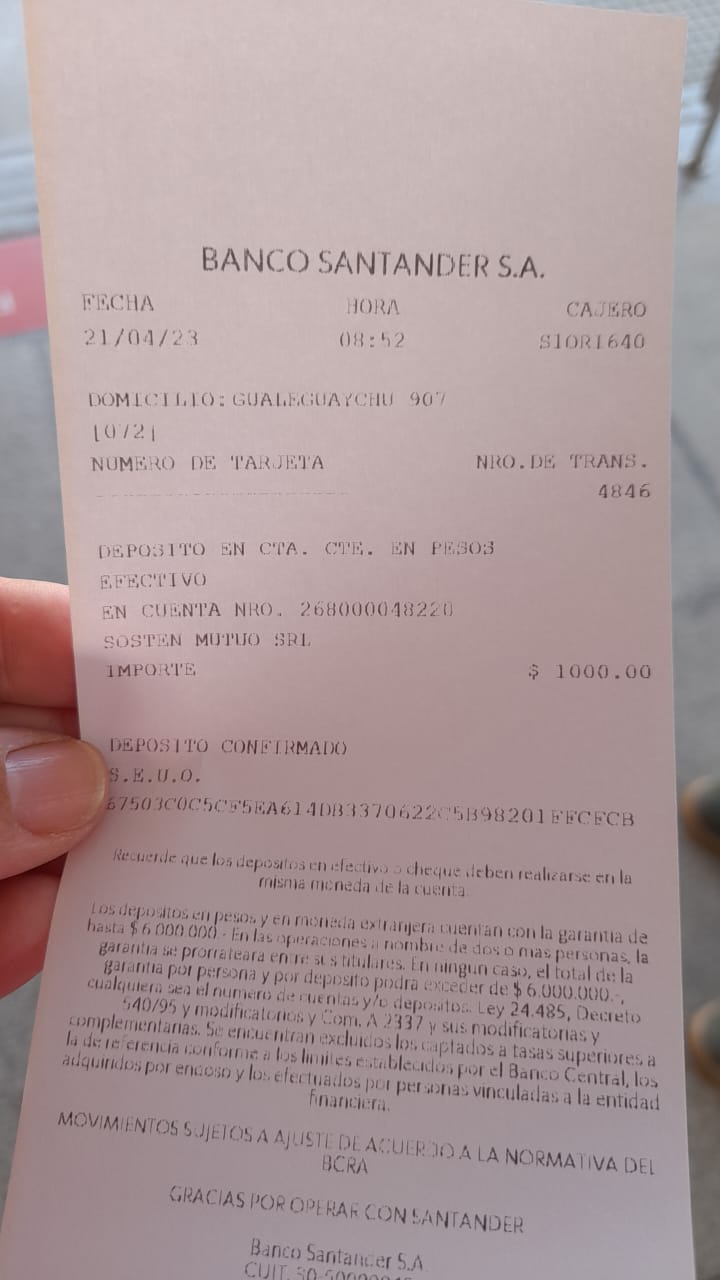 BANCO SANTANDER S.A.
FECHA HORA CAJERO
21/04/23 08:52 S1ORI640
DOMICILIO: GUALEGUAYCHU 907
[072]
NUMERO DE TARJETA NRO.DE TRANS.
4846
DEPOSITO EN CTA. CTE. EN PESOS
EFECTIVO
EN CUENTA NRO. 268000048220
SOSTEN MUTUO SRL
IMPORTE $ 1000.00
DEPOSITO CONFIRMADO
S.E.U.O.
67503C0C5CF5EA614DB3370622C5B98201FFCFCB
Recuerde que los depositos en efectivo o cheque deben realizarse en la
misma moneda de la cuenta.
Los depositos en pesos y en moneda extranjera cuentan con la garantia de
hasta $ 6.000.000.- En las operaciones a nombre de dos o mas personas, la
garantia se prorrateara entre sus titulares. En ningun caso, el total de la
garantia por persona y por deposito podra exceder de $ 6.000.000.-,
cualquiera sea el numero de cuentas y/o depositos. Ley 24.485, Decreto
540/95 y modificatorios y Com. A 2337 y sus modificatorias y
complementarias. Se encuentran excluidos los captados a tasas superiores a
la de referencia conforme a los limites establecidos por el Banco Central, los
adquiridos por endoso y los efectuados por personas vinculadas a la entidad
financiera.
MOVIMIENTOS SUJETOS A AJUSTE DE ACUERDO A LA NORMATIVA DEL
BCRA
GRACIAS POR OPERAR CON SANTANDER
Banco Santander S.A.
CUIT.